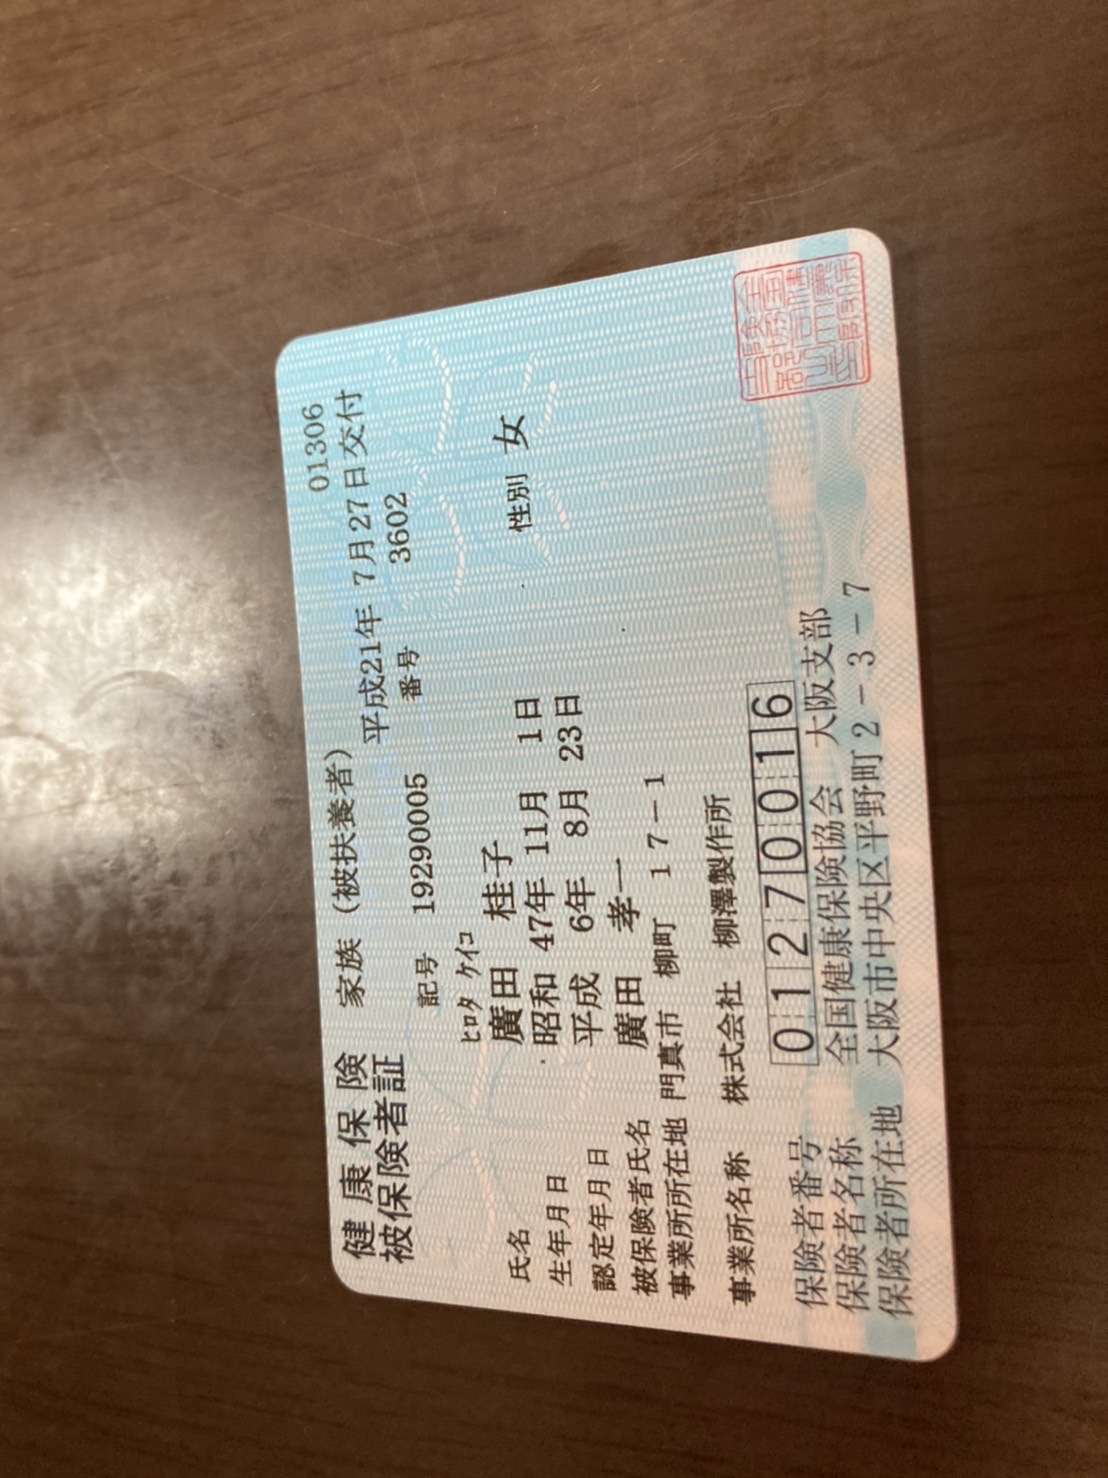 健康保険 家族（被扶養者） 01306
被保険者証 平成21年 7月27日交付
記号 19290005 番号 3602
ﾋﾛﾀ ｹｲｺ
氏名 廣田 桂子 性別 女
生年月日 昭和 47年 11月 1日
認定年月日 平成 6年 8月 23日
被保険者氏名 廣田 孝一
事業所所在地 門真市 柳町 17－1
事業所名称 株式会社 柳澤製作所
保険者番号 01270016
保険者名称 全国健康保険協会 大阪支部
保険者所在地 大阪市中央区平野町2－3－7